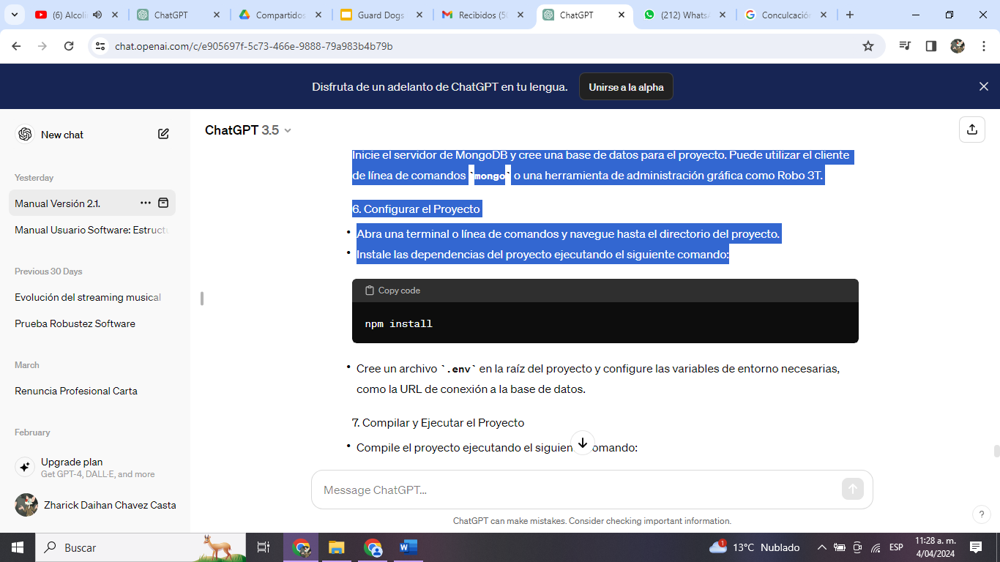 (6) Alcoli
ChatGPT
Compartidos
Guard Dogs
Recibidos (50
ChatGPT
(212) Whats
Conculcación
chat.openai.com/c/e905697f-5c73-466e-9888-79a983b4b79b
Disfruta de un adelanto de ChatGPT en tu lengua.
Unirse a la alpha
New chat
ChatGPT 3.5
Yesterday
Manual Versión 2.1.
Manual Usuario Software: Estructu
Previous 30 Days
Evolución del streaming musical
Prueba Robustez Software
March
Renuncia Profesional Carta
February
Upgrade plan
Get GPT-4, DALL·E, and more
Zharick Daihan Chavez Casta
Inicie el servidor de MongoDB y cree una base de datos para el proyecto. Puede utilizar el cliente
de línea de comandos `mongo` o una herramienta de administración gráfica como Robo 3T.
6. Configurar el Proyecto
• Abra una terminal o línea de comandos y navegue hasta el directorio del proyecto.
• Instale las dependencias del proyecto ejecutando el siguiente comando:
Copy code
npm install
• Cree un archivo `.env` en la raíz del proyecto y configure las variables de entorno necesarias,
como la URL de conexión a la base de datos.
7. Compilar y Ejecutar el Proyecto
• Compile el proyecto ejecutando el siguien omando:
Message ChatGPT…
ChatGPT can make mistakes. Consider checking important information.
?
Buscar
1
13°C Nublado
ESP
11:28 a. m.
4/04/2024